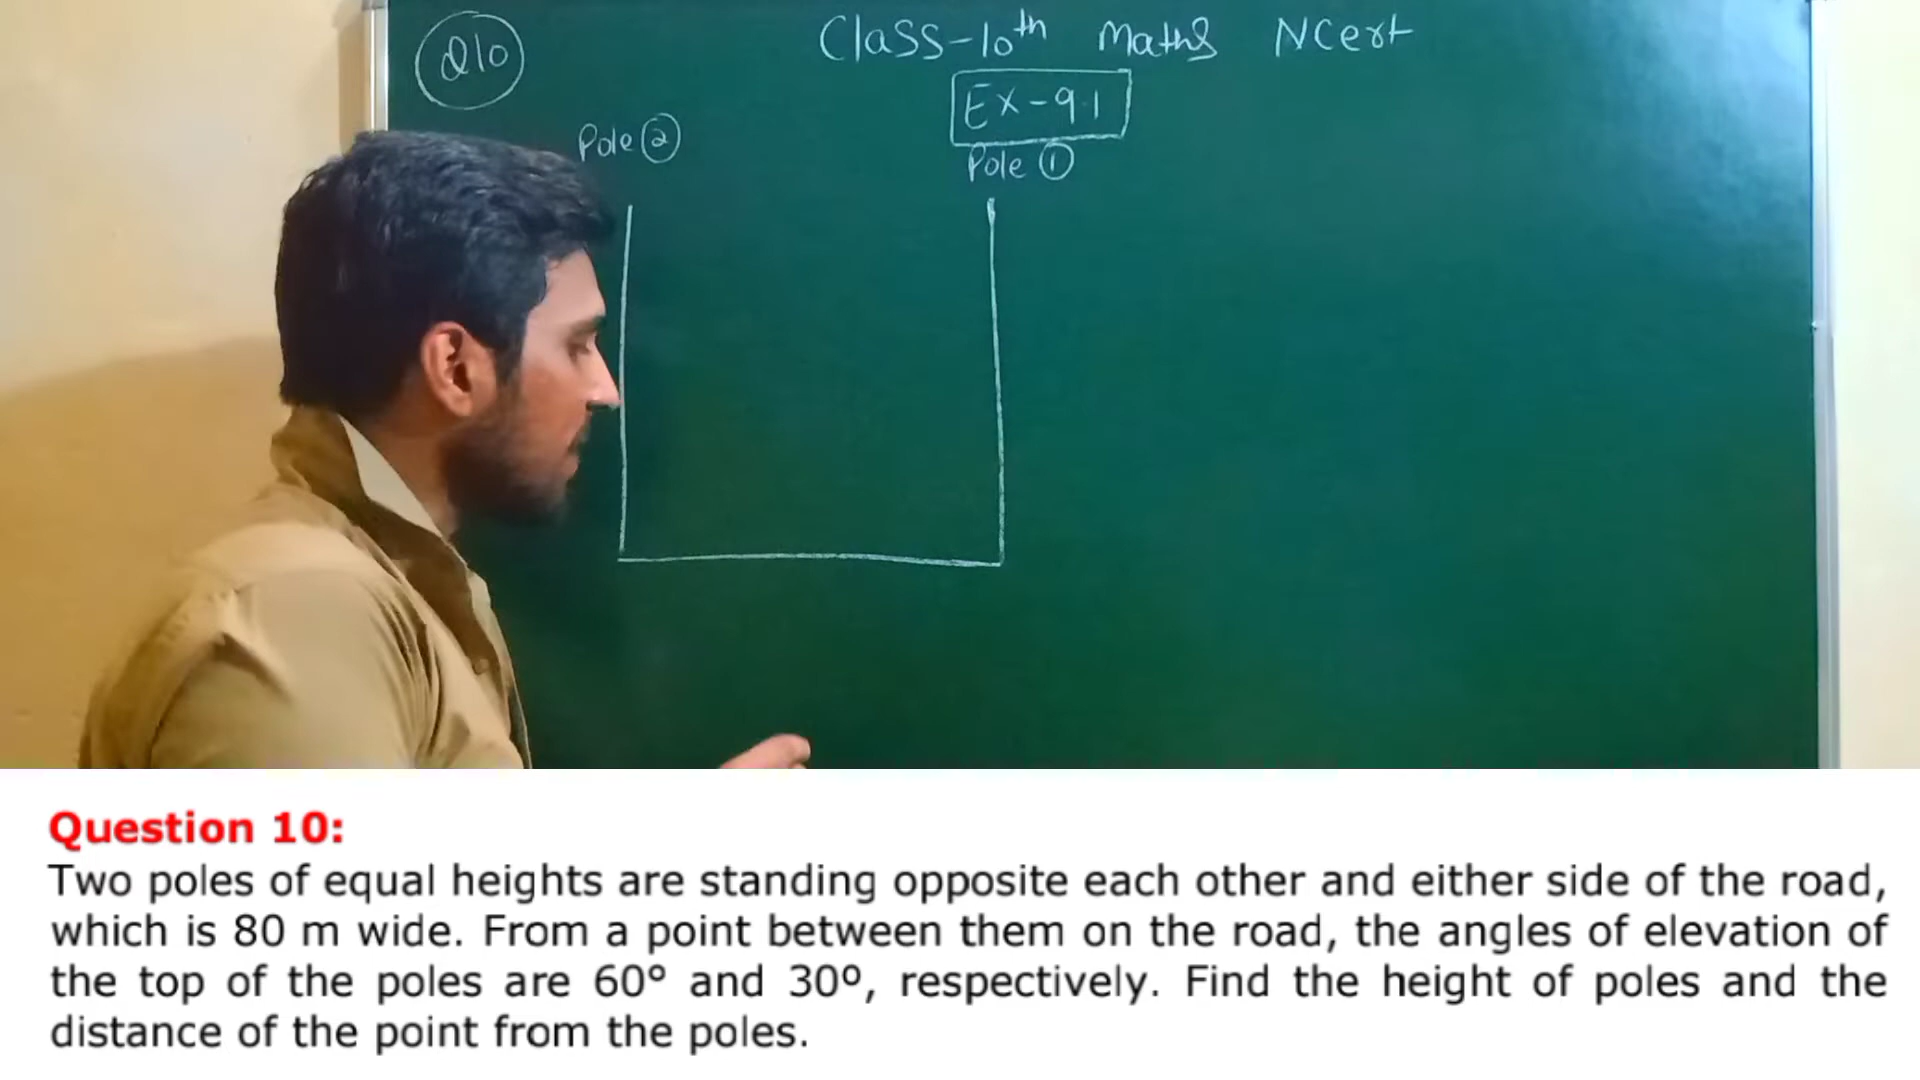 Q10
Class-10th Maths NCert
Ex-9.1
Pole ②
Pole ①
Question 10:
Two poles of equal heights are standing opposite each other and either side of the road,
which is 80 m wide. From a point between them on the road, the angles of elevation of
the top of the poles are 60° and 30º, respectively. Find the height of poles and the
distance of the point from the poles.